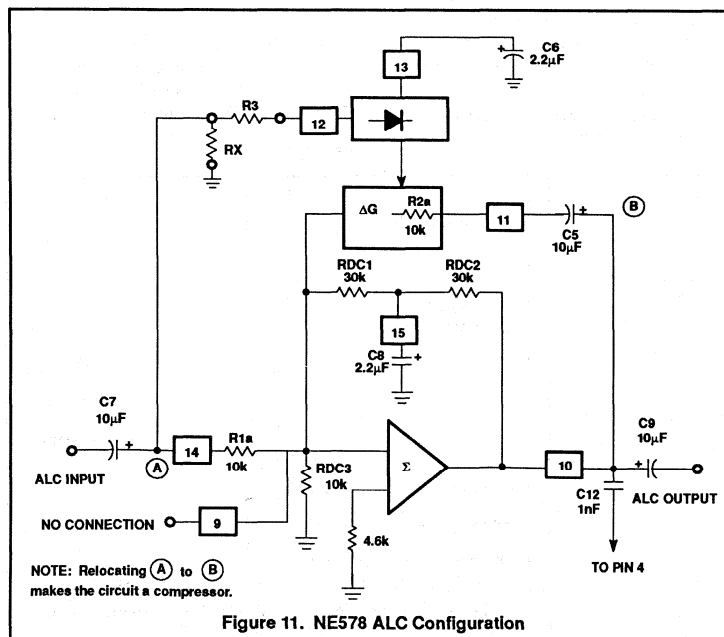 C6
2.2µF
+
13
R3
12
RX
ΔG
R2a
10k
11
+
C5
10µF
B
RDC1
30k
RDC2
30k
15
C8
2.2µF
+
C7
10µF
+
A
14
R1a
10k
ALC INPUT
RDC3
10k
Σ
10
C9
10µF
+
C12
1nF
ALC OUTPUT
NO CONNECTION
9
4.6k
TO PIN 4
NOTE: Relocating A to B
makes the circuit a compressor.
Figure 11. NE578 ALC Configuration